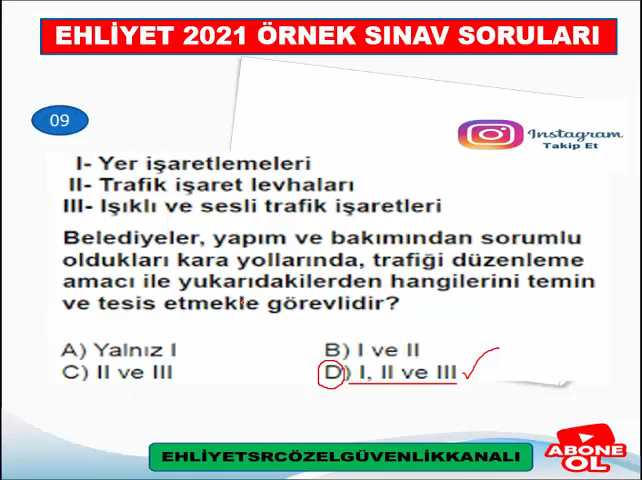 EHLİYET 2021 ÖRNEK SINAV SORULARI
09
Instagram
Takip Et
I- Yer işaretlemeleri
II- Trafik işaret levhaları
III- Işıklı ve sesli trafik işaretleri
Belediyeler, yapım ve bakımından sorumlu
oldukları kara yollarında, trafiği düzenleme
amacı ile yukarıdakilerden hangilerini temin
ve tesis etmekle görevlidir?
A) Yalnız I
B) I ve II
C) II ve III
D) I, II ve III
EHLİYETSRCÖZELGÜVENLİKKANALI
ABONE
OL